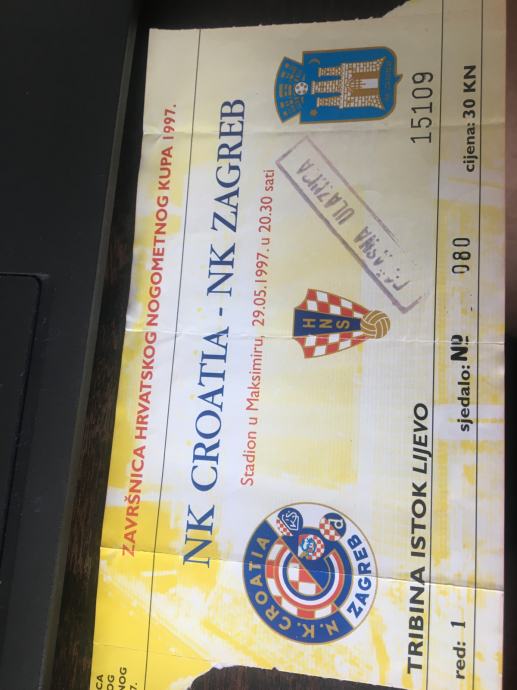 ZAVRŠNICA HRVATSKOG NOGOMETNOG KUPA 1997.
NK CROATIA - NK ZAGREB
Stadion u Maksimiru, 29.05.1997. u 20.30 sati
N.K. CROATIA
ZAGREB
HNS
ULAZNICA
15109
TRIBINA ISTOK LIJEVO
red: 1 sjedalo: 080 cijena: 30 KN